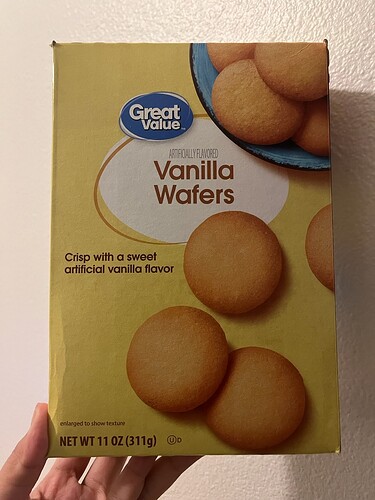 Great
Value™
ARTIFICIALLY FLAVORED
Vanilla
Wafers
Crisp with a sweet
artificial vanilla flavor
enlarged to show texture
NET WT 11 OZ (311g) Ⓤ D